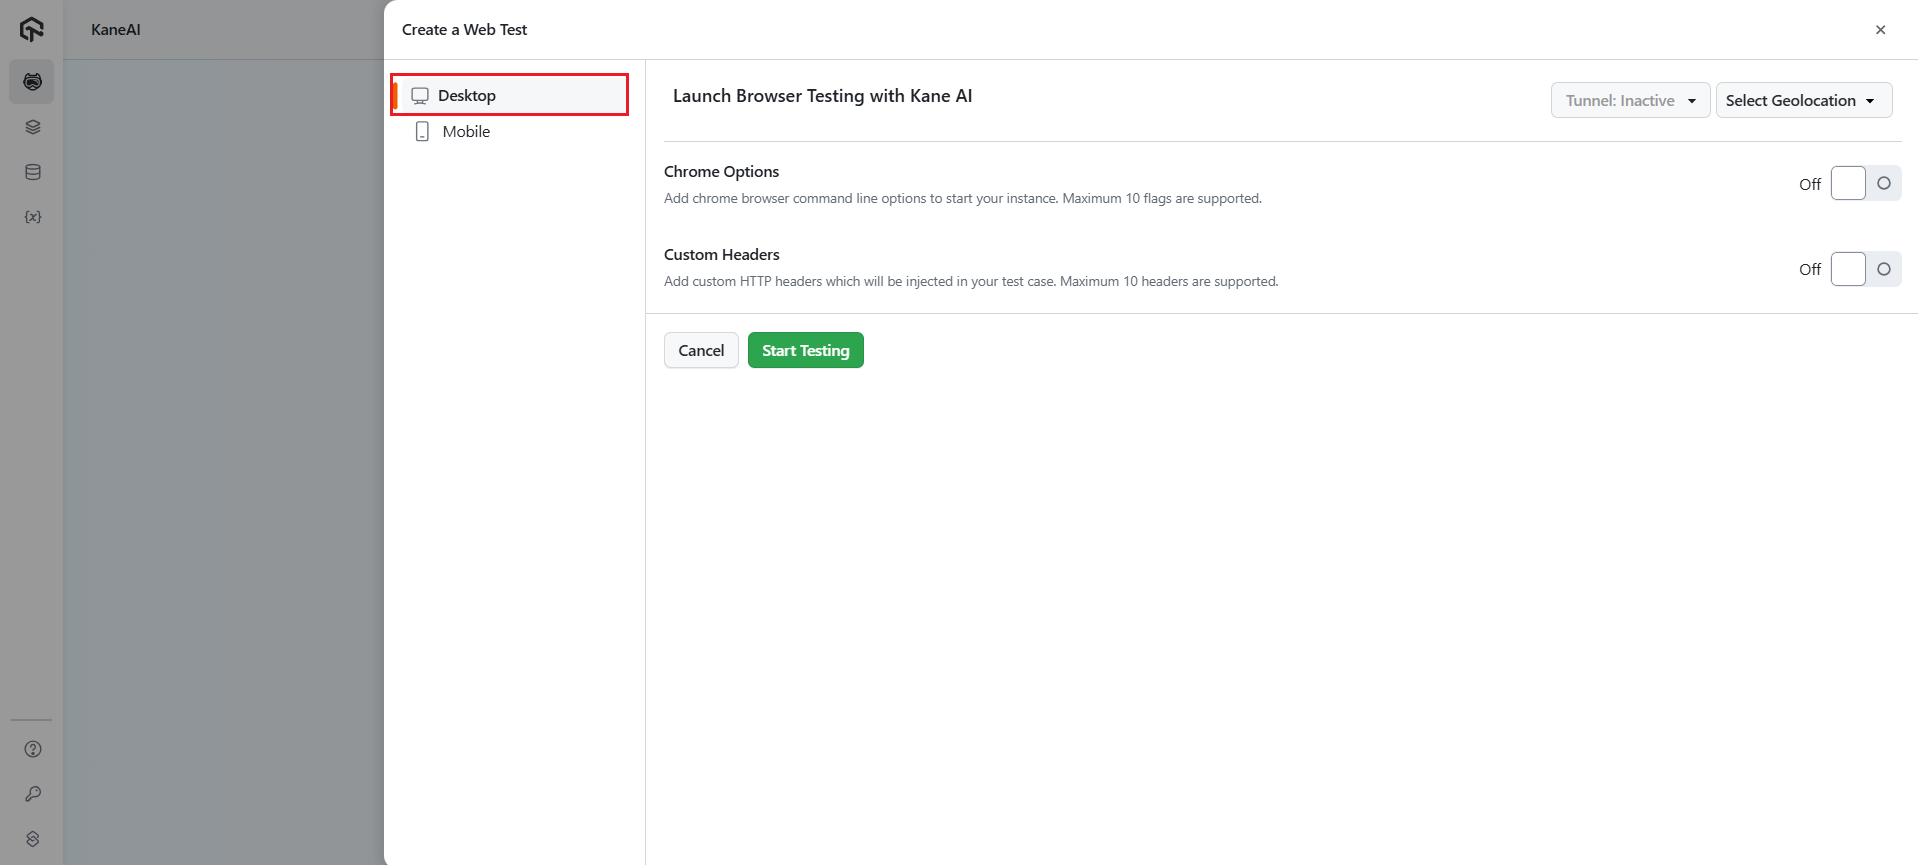 KaneAI
Create a Web Test
Desktop
Mobile
Launch Browser Testing with Kane AI
Tunnel: Inactive
Select Geolocation
Chrome Options
Add chrome browser command line options to start your instance. Maximum 10 flags are supported.
Off
Custom Headers
Add custom HTTP headers which will be injected in your test case. Maximum 10 headers are supported.
Off
Cancel
Start Testing